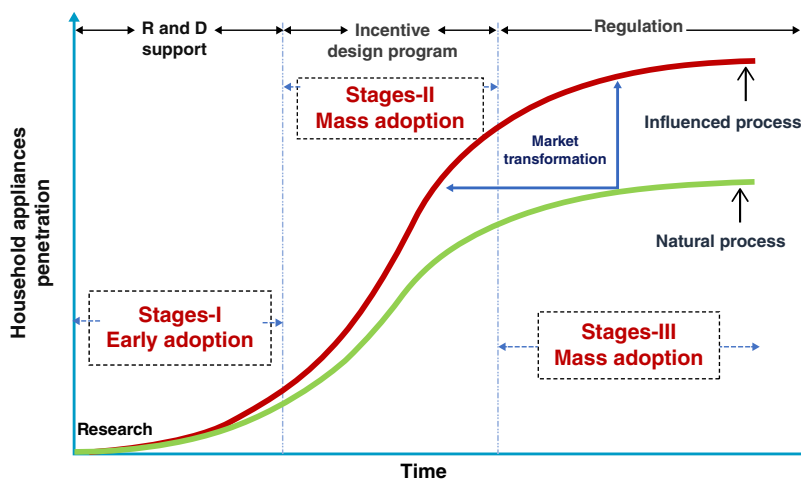 R and D
support
Incentive
design program
Regulation
Stages-II
Mass adoption
Market
transformation
Influenced process
Natural process
Household appliances
penetration
Stages-I
Early adoption
Stages-III
Mass adoption
Research
Time